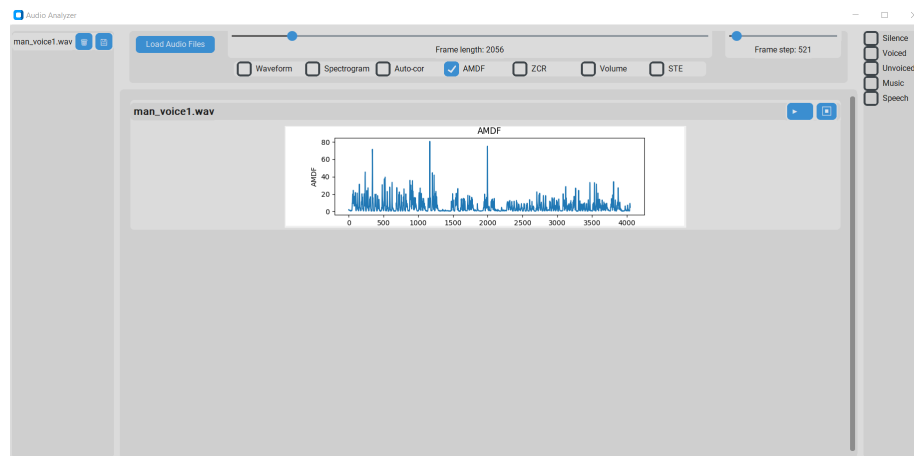 Audio Analyzer
man_voice1.wav
Load Audio Files
Frame length: 2056
Frame step: 521
Waveform
Spectrogram
Auto-cor
AMDF
ZCR
Volume
STE
Silence
Voiced
Unvoiced
Music
Speech
man_voice1.wav
AMDF
AMDF
80
60
40
20
0
0 500 1000 1500 2000 2500 3000 3500 4000